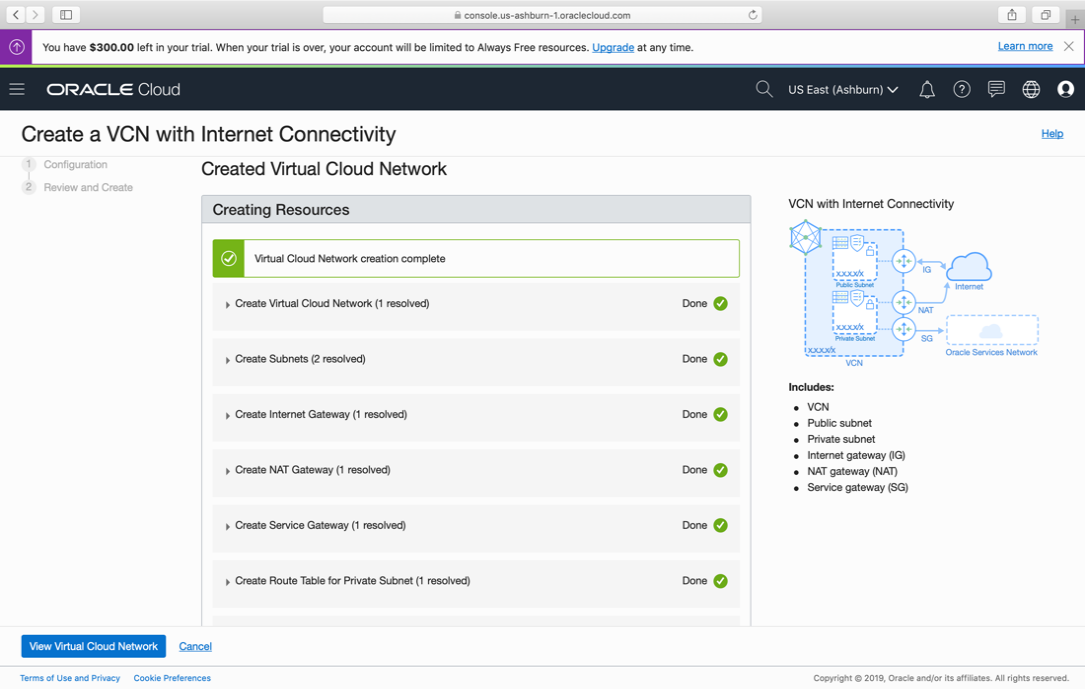 console.us-ashburn-1.oraclecloud.com
You have $300.00 left in your trial. When your trial is over, your account will be limited to Always Free resources. Upgrade at any time.
Learn more
ORACLE Cloud
US East (Ashburn)
Create a VCN with Internet Connectivity
Help
1 Configuration
2 Review and Create
Created Virtual Cloud Network
Creating Resources
Virtual Cloud Network creation complete
Create Virtual Cloud Network (1 resolved) Done
Create Subnets (2 resolved) Done
Create Internet Gateway (1 resolved) Done
Create NAT Gateway (1 resolved) Done
Create Service Gateway (1 resolved) Done
Create Route Table for Private Subnet (1 resolved) Done
VCN with Internet Connectivity
x.x.x.x/x
Public Subnet
IG
Internet
NAT
x.x.x.x/x
Private Subnet
SG
x.x.x.x/x
Oracle Services Network
VCN
Includes:
• VCN
• Public subnet
• Private subnet
• Internet gateway (IG)
• NAT gateway (NAT)
• Service gateway (SG)
View Virtual Cloud Network Cancel
Terms of Use and Privacy Cookie Preferences
Copyright © 2019, Oracle and/or its affiliates. All rights reserved.